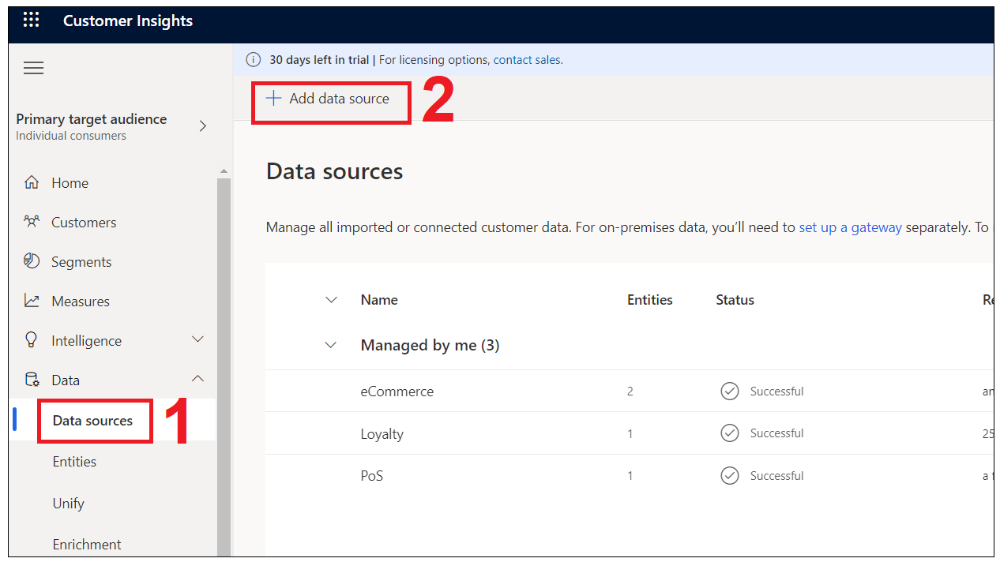 Customer Insights
30 days left in trial | For licensing options, contact sales.
Add data source
2
Primary target audience
Individual consumers
Home
Customers
Segments
Measures
Intelligence
Data
Data sources
1
Entities
Unify
Enrichment
Data sources
Manage all imported or connected customer data. For on-premises data, you’ll need to set up a gateway separately. To
Name Entities Status
Managed by me (3)
eCommerce 2 Successful
Loyalty 1 Successful 25
PoS 1 Successful a